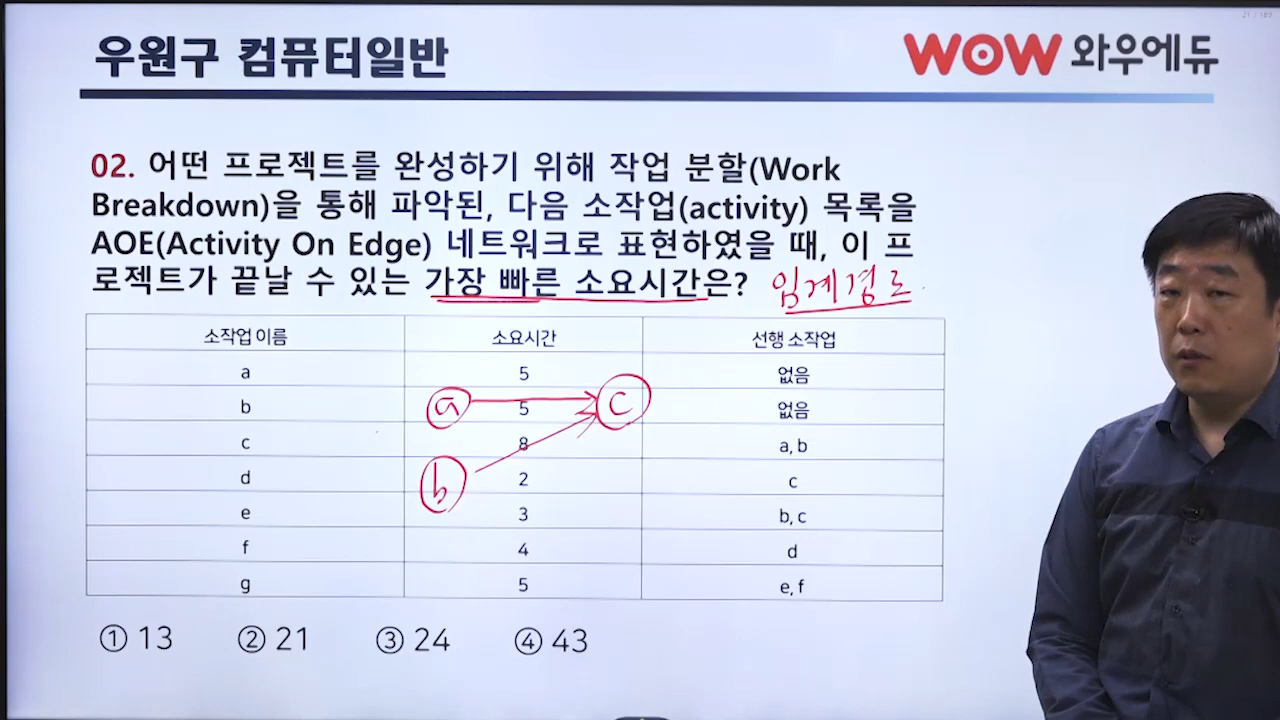 우원구 컴퓨터일반
WOW 와우에듀
02. 어떤 프로젝트를 완성하기 위해 작업 분할(Work
Breakdown)을 통해 파악된, 다음 소작업(activity) 목록을
AOE(Activity On Edge) 네트워크로 표현하였을 때, 이 프
로젝트가 끝날 수 있는 가장 빠른 소요시간은? 임계경로
소작업 이름 소요시간 선행 소작업
a 5 없음
b 5 없음
c 8 a, b
d 2 c
e 3 b, c
f 4 d
g 5 e, f
a c
b
① 13 ② 21 ③ 24 ④ 43